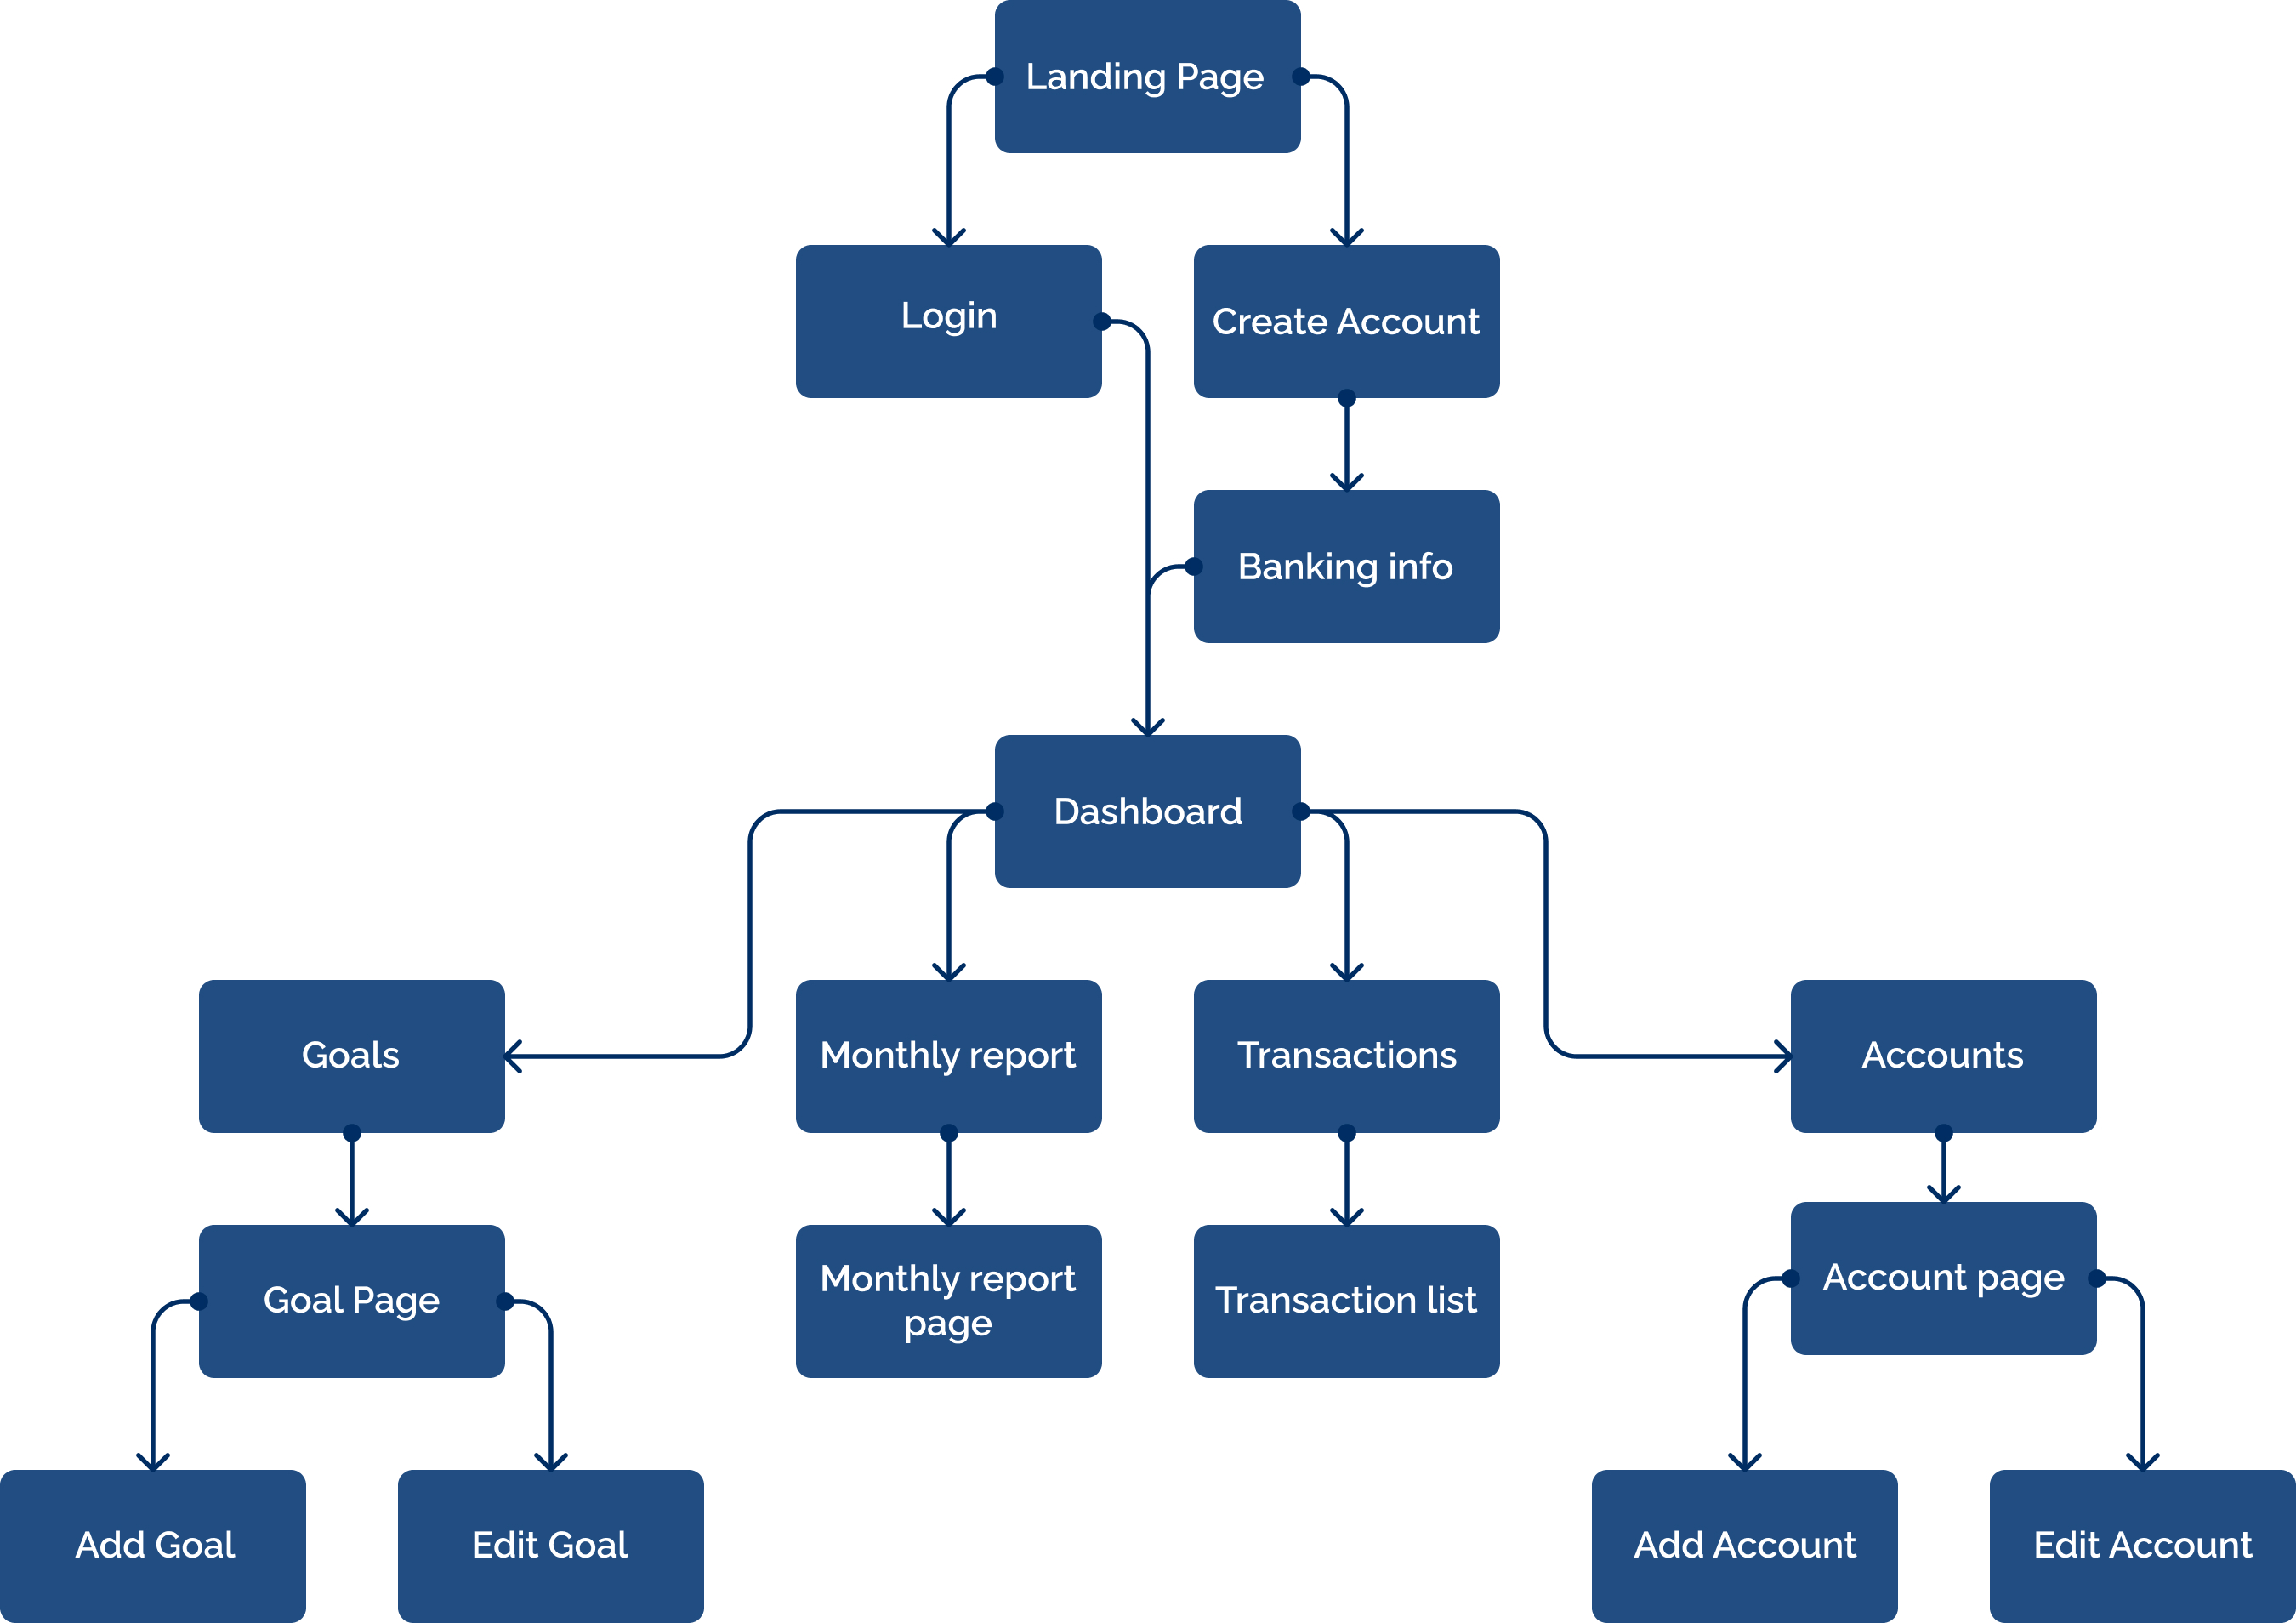 Landing Page
Login
Create Account
Banking info
Dashboard
Goals
Monthly report
Transactions
Accounts
Goal Page
Monthly report
page
Transaction list
Account page
Add Goal
Edit Goal
Add Account
Edit Account